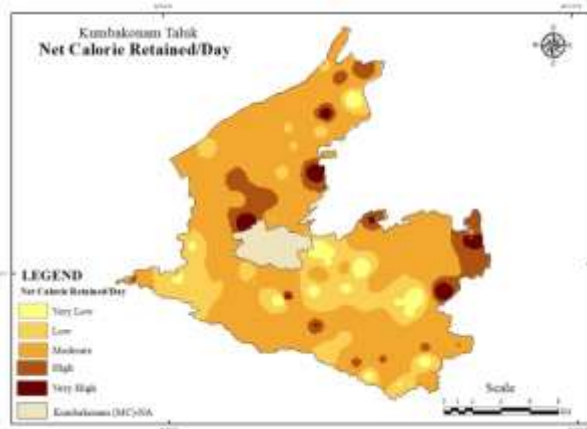 Kumbakonam Taluk
Net Calorie Retained/Day
LEGEND
Net Calorie Retained/Day
Very Low
Low
Moderate
High
Very High
Kumbakonam (MC)-NA
Scale